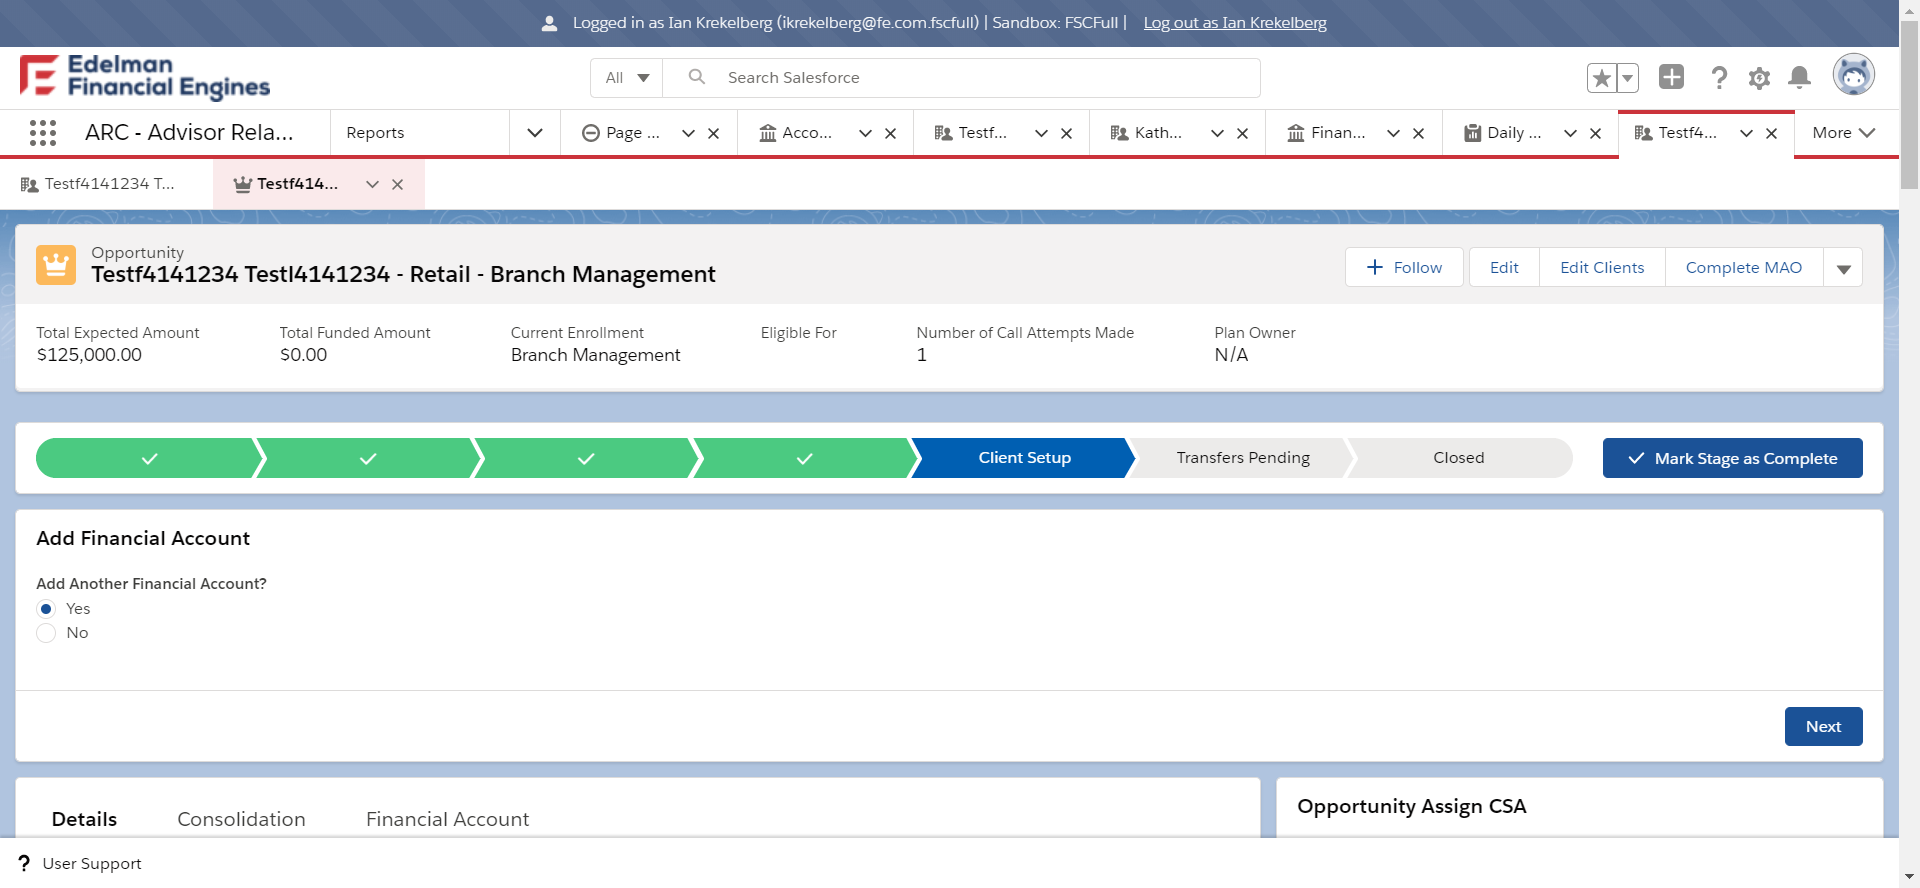 Logged in as Ian Krekelberg (ikrekelberg@fe.com.fscfull) | Sandbox: FSCFull | Log out as Ian Krekelberg
Edelman
Financial Engines
All
Search Salesforce
ARC - Advisor Rela...
Reports
Page ...
Acco...
Testf...
Kath...
Finan...
Daily ...
Testf4...
More
Testf4141234 T...
Testf414...
Opportunity
Testf4141234 Testl4141234 - Retail - Branch Management
Follow
Edit
Edit Clients
Complete MAO
Total Expected Amount
$125,000.00
Total Funded Amount
$0.00
Current Enrollment
Branch Management
Eligible For
Number of Call Attempts Made
1
Plan Owner
N/A
Client Setup
Transfers Pending
Closed
Mark Stage as Complete
Add Financial Account
Add Another Financial Account?
Yes
No
Next
Details
Consolidation
Financial Account
Opportunity Assign CSA
? User Support